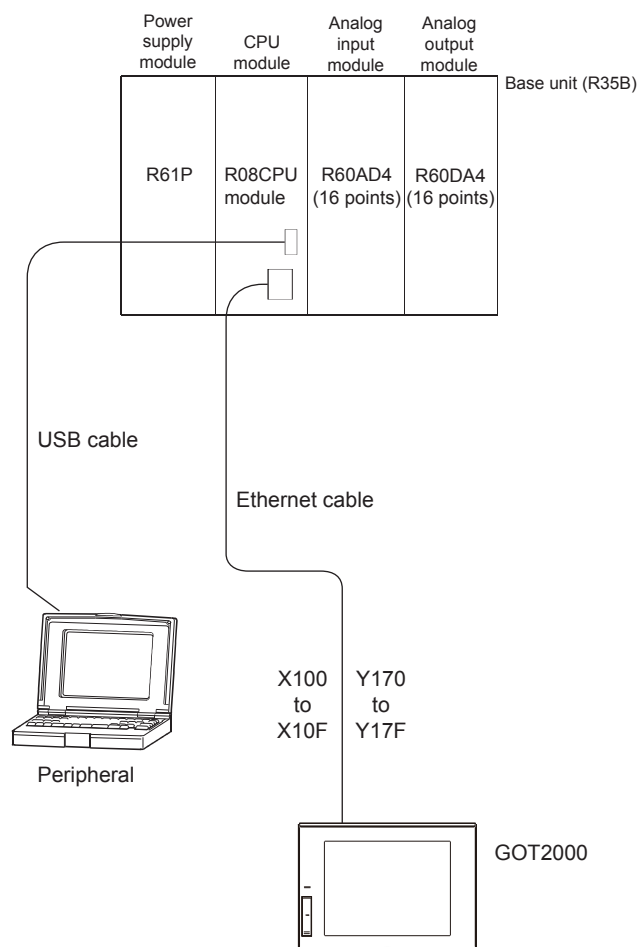 Power
supply
module
CPU
module
Analog
input
module
Analog
output
module
Base unit (R35B)
R61P
R08CPU
module
R60AD4
(16 points)
R60DA4
(16 points)
USB cable
Ethernet cable
X100
to
X10F
Y170
to
Y17F
Peripheral
GOT2000